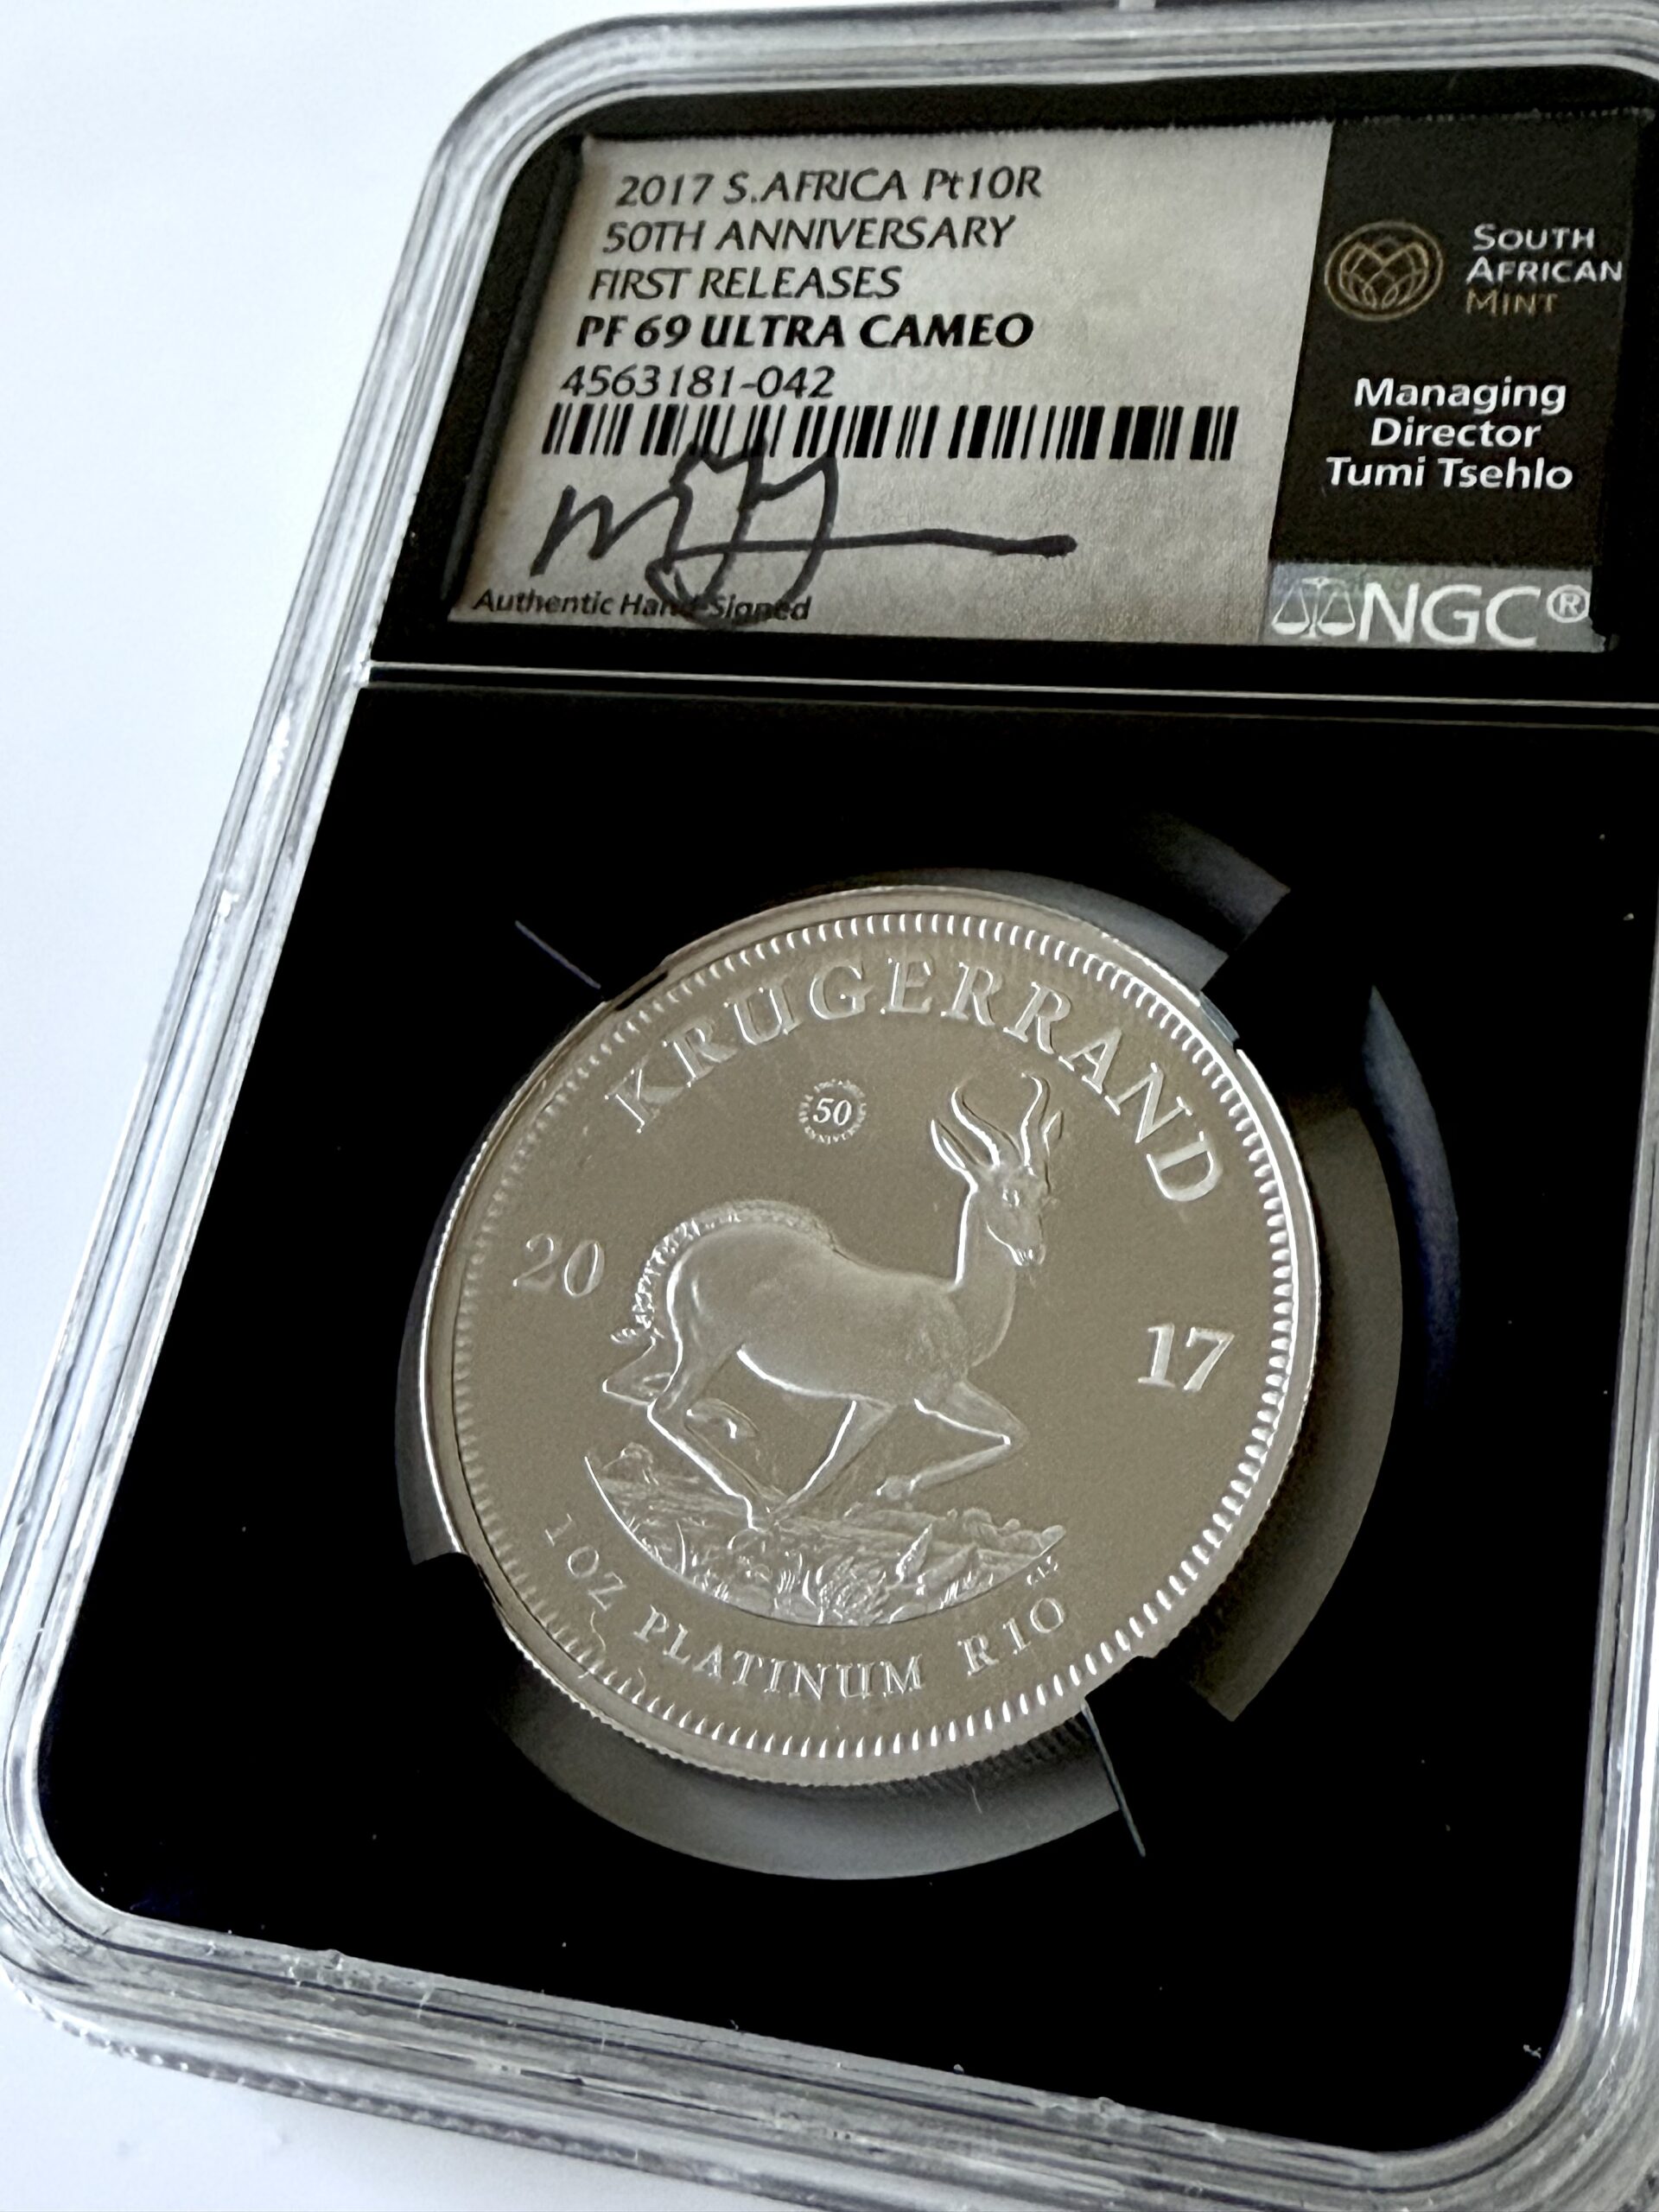 2017 S.AFRICA Pt10R
50TH ANNIVERSARY
FIRST RELEASES
PF 69 ULTRA CAMEO
4563181-042
Authentic Hand Signed
SOUTH
AFRICAN
MINT
Managing
Director
Tumi Tsehlo
NGC®
KRUGERRAND
50
20
17
1 OZ PLATINUM R10